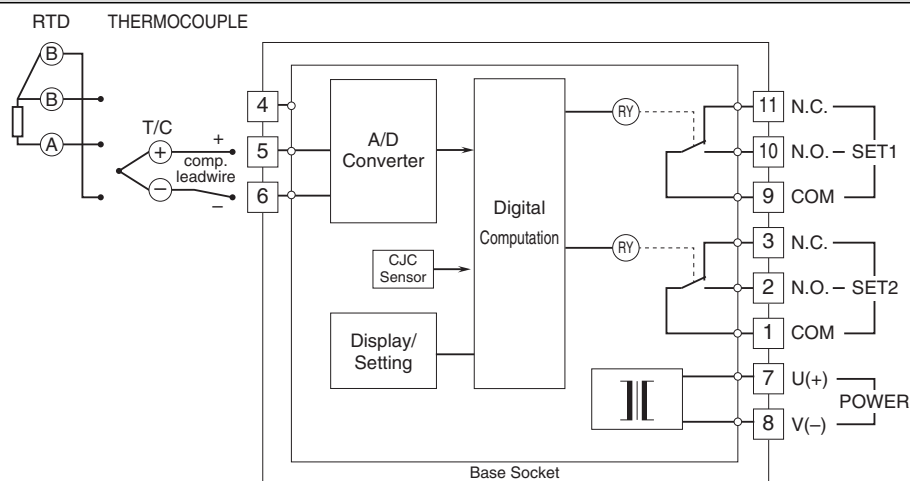 RTD THERMOCOUPLE
B
B
A
T/C
+
−
+
comp.
leadwire
−
4
5
6
A/D
Converter
CJC
Sensor
Display/
Setting
Digital
Computation
RY
RY
11 N.C.
10 N.O. SET1
9 COM
3 N.C.
2 N.O. SET2
1 COM
7 U(+)
POWER
8 V(−)
Base Socket